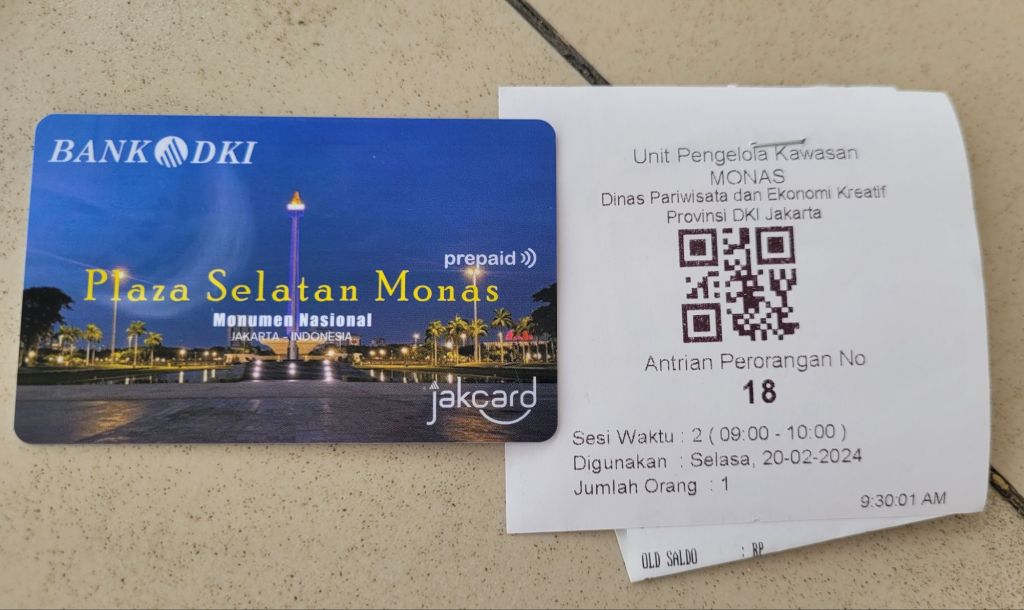 BANK DKI
prepaid
Plaza Selatan Monas
Monumen Nasional
JAKARTA - INDONESIA
jakcard
Unit Pengelola Kawasan
MONAS
Dinas Pariwisata dan Ekonomi Kreatif
Provinsi DKI Jakarta
Antrian Perorangan No
18
Sesi Waktu : 2 ( 09:00 - 10:00 )
Digunakan : Selasa, 20-02-2024
Jumlah Orang : 1
9:30:01 AM
OLD SALDO : RP